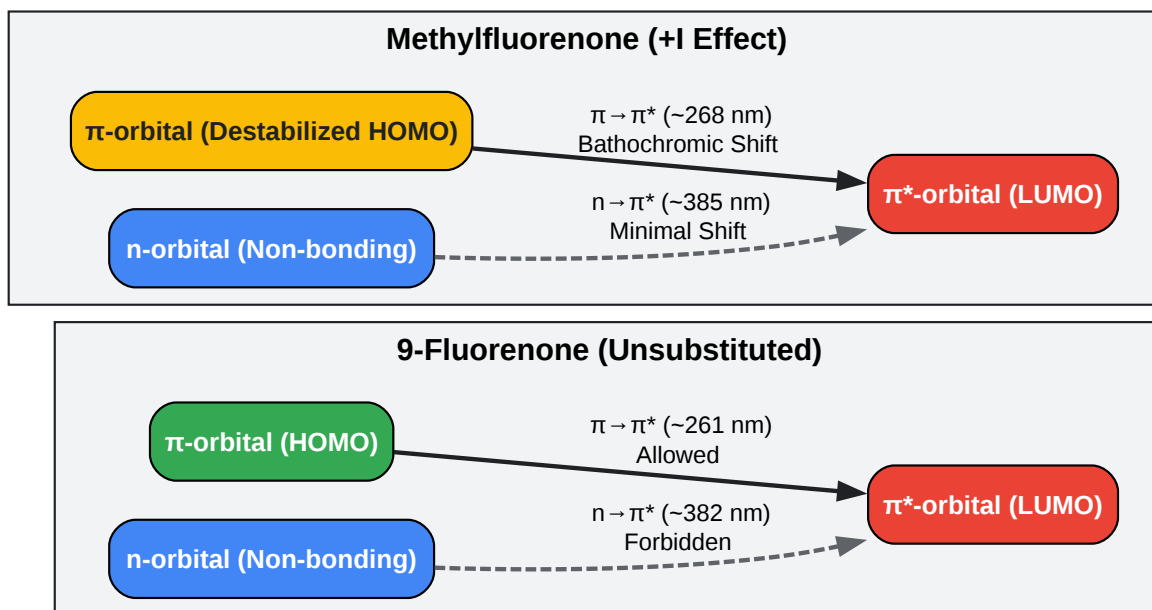 Methylfluorenone (+I Effect)
π-orbital (Destabilized HOMO)
π→π* (~268 nm)
Bathochromic Shift
π*-orbital (LUMO)
n→π* (~385 nm)
Minimal Shift
n-orbital (Non-bonding)
9-Fluorenone (Unsubstituted)
π-orbital (HOMO)
π→π* (~261 nm)
Allowed
π*-orbital (LUMO)
n→π* (~382 nm)
Forbidden
n-orbital (Non-bonding)